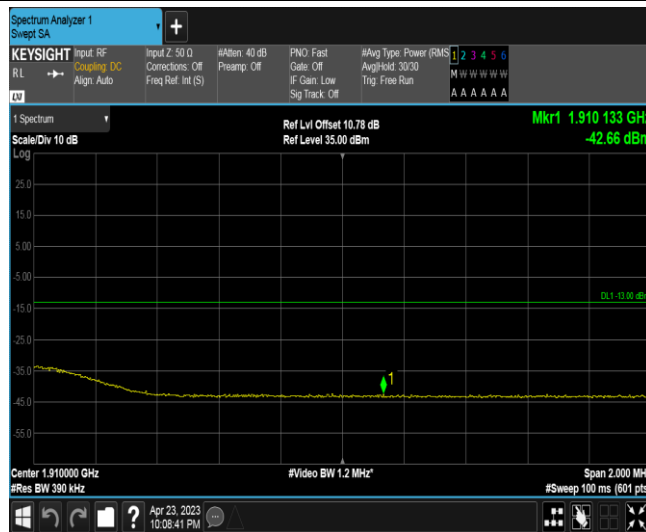 Spectrum Analyzer 1
Swept SA
+
KEYSIGHT
RL
LXI
Input: RF
Coupling: DC
Align: Auto
Input Z: 50 Ω
Corrections: Off
Freq Ref: Int (S)
#Atten: 40 dB
Preamp: Off
PNO: Fast
Gate: Off
IF Gain: Low
Sig Track: Off
#Avg Type: Power (RMS
Avg|Hold: 30/30
Trig: Free Run
1 2 3 4 5 6
M W W W W W
A A A A A A
1 Spectrum
Scale/Div 10 dB
Log
Ref Lvl Offset 10.78 dB
Ref Level 35.00 dBm
Mkr1 1.910 133 GHz
-42.66 dBm
25.0
15.0
5.00
-5.00
-15.0
-25.0
-35.0
-45.0
-55.0
DL1 -13.00 dBm
1
Center 1.910000 GHz
#Res BW 390 kHz
#Video BW 1.2 MHz*
Span 2.000 MH
#Sweep 100 ms (601 pts
?
Apr 23, 2023
10:08:41 PM